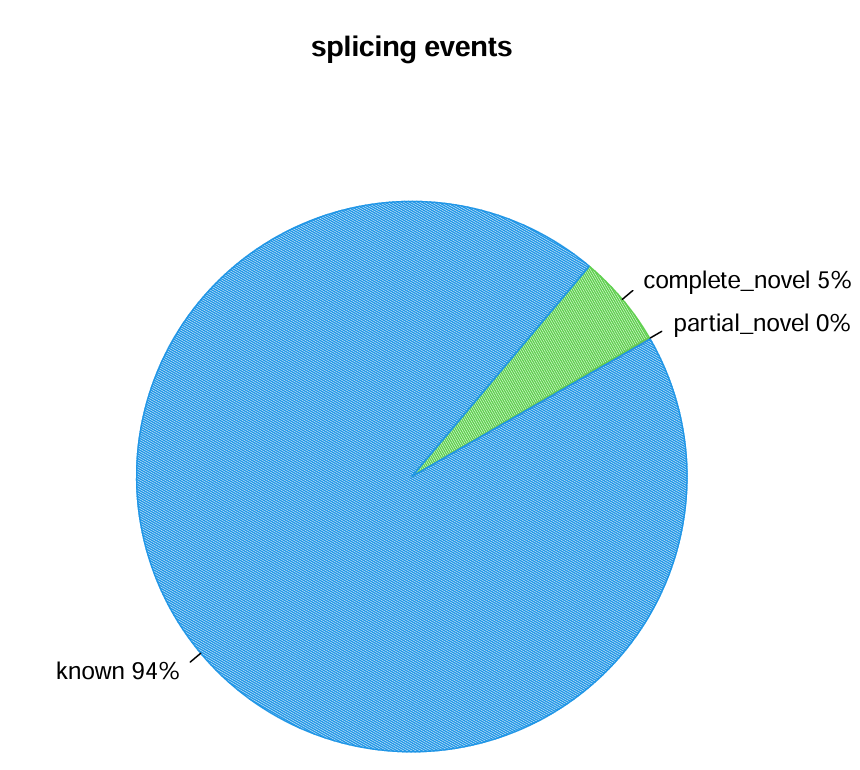 splicing events
complete_novel 5%
partial_novel 0%
known 94%